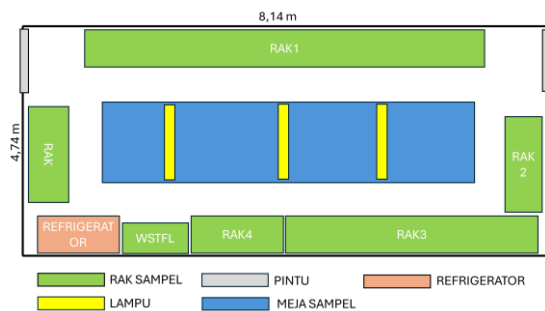 8,14 m
RAK1
4,74 m
RAK
RAK
2
REFRIGERAT
OR
WSTFL
RAK4
RAK3
RAK SAMPEL
PINTU
REFRIGERATOR
LAMPU
MEJA SAMPEL